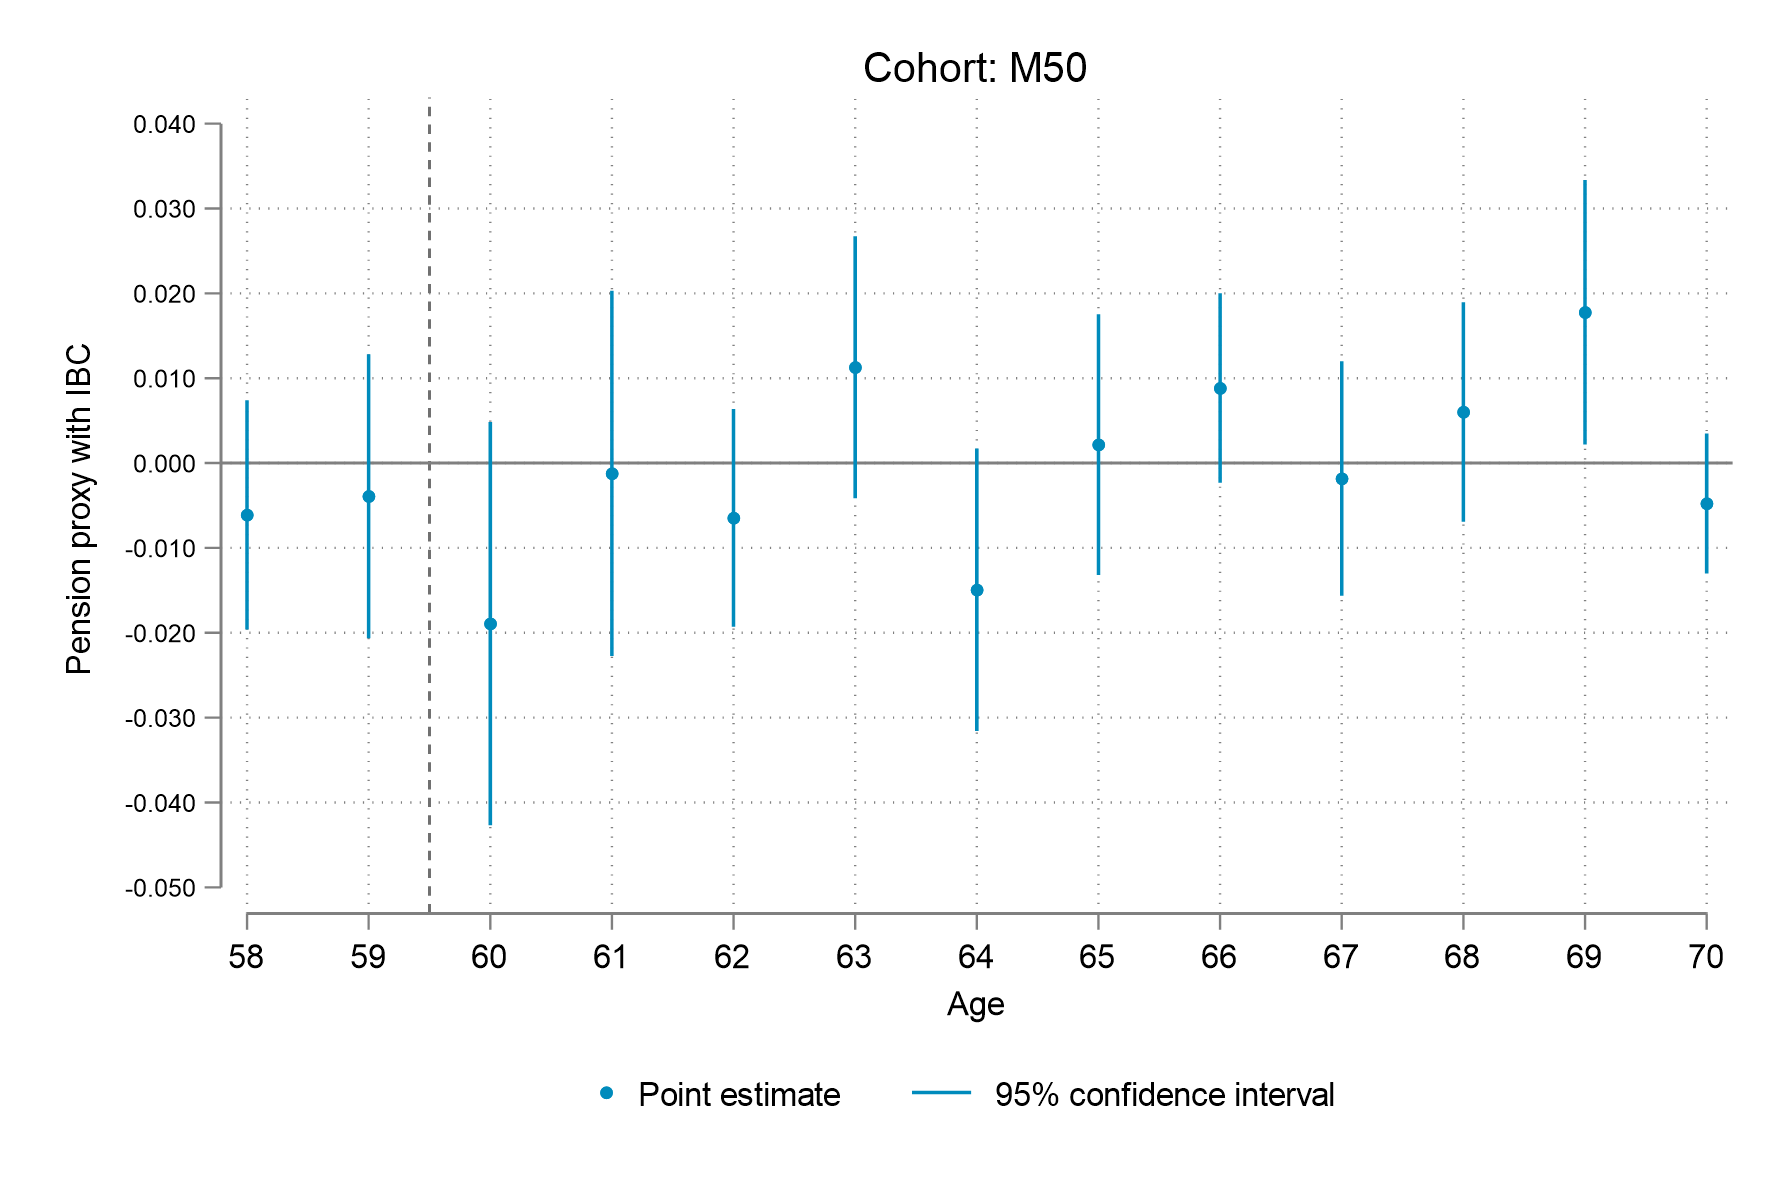 Cohort: M50
0.040
0.030
0.020
0.010
0.000
-0.010
-0.020
-0.030
-0.040
-0.050
Pension proxy with IBC
58 59 60 61 62 63 64 65 66 67 68 69 70
Age
Point estimate 95% confidence interval